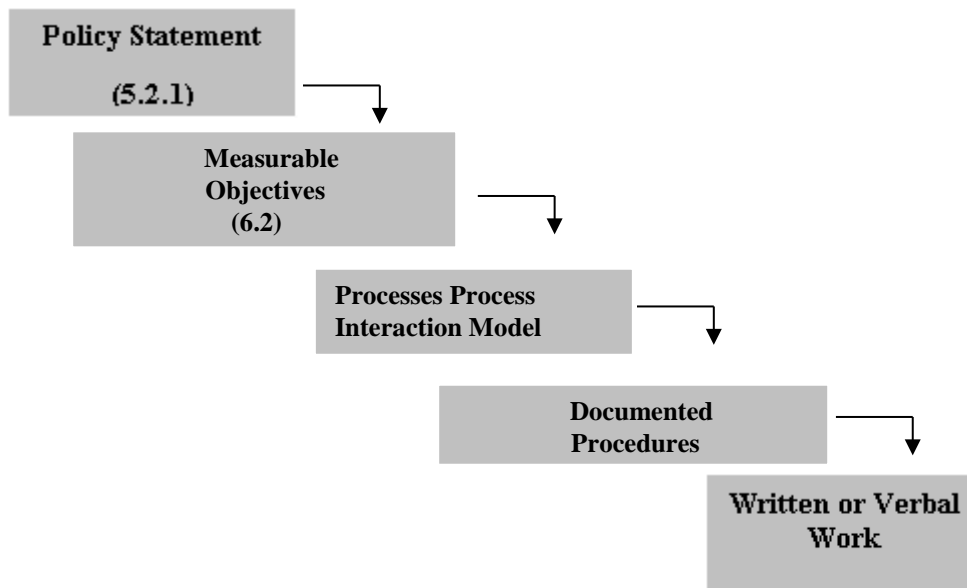 Policy Statement
(5.2.1)
Measurable
Objectives
(6.2)
Processes Process
Interaction Model
Documented
Procedures
Written or Verbal
Work